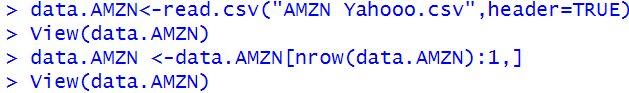 > data.AMZN<-read.csv("AMZN Yahooo.csv",header=TRUE)
> View(data.AMZN)
> data.AMZN <-data.AMZN[nrow(data.AMZN):1,]
> View(data.AMZN)